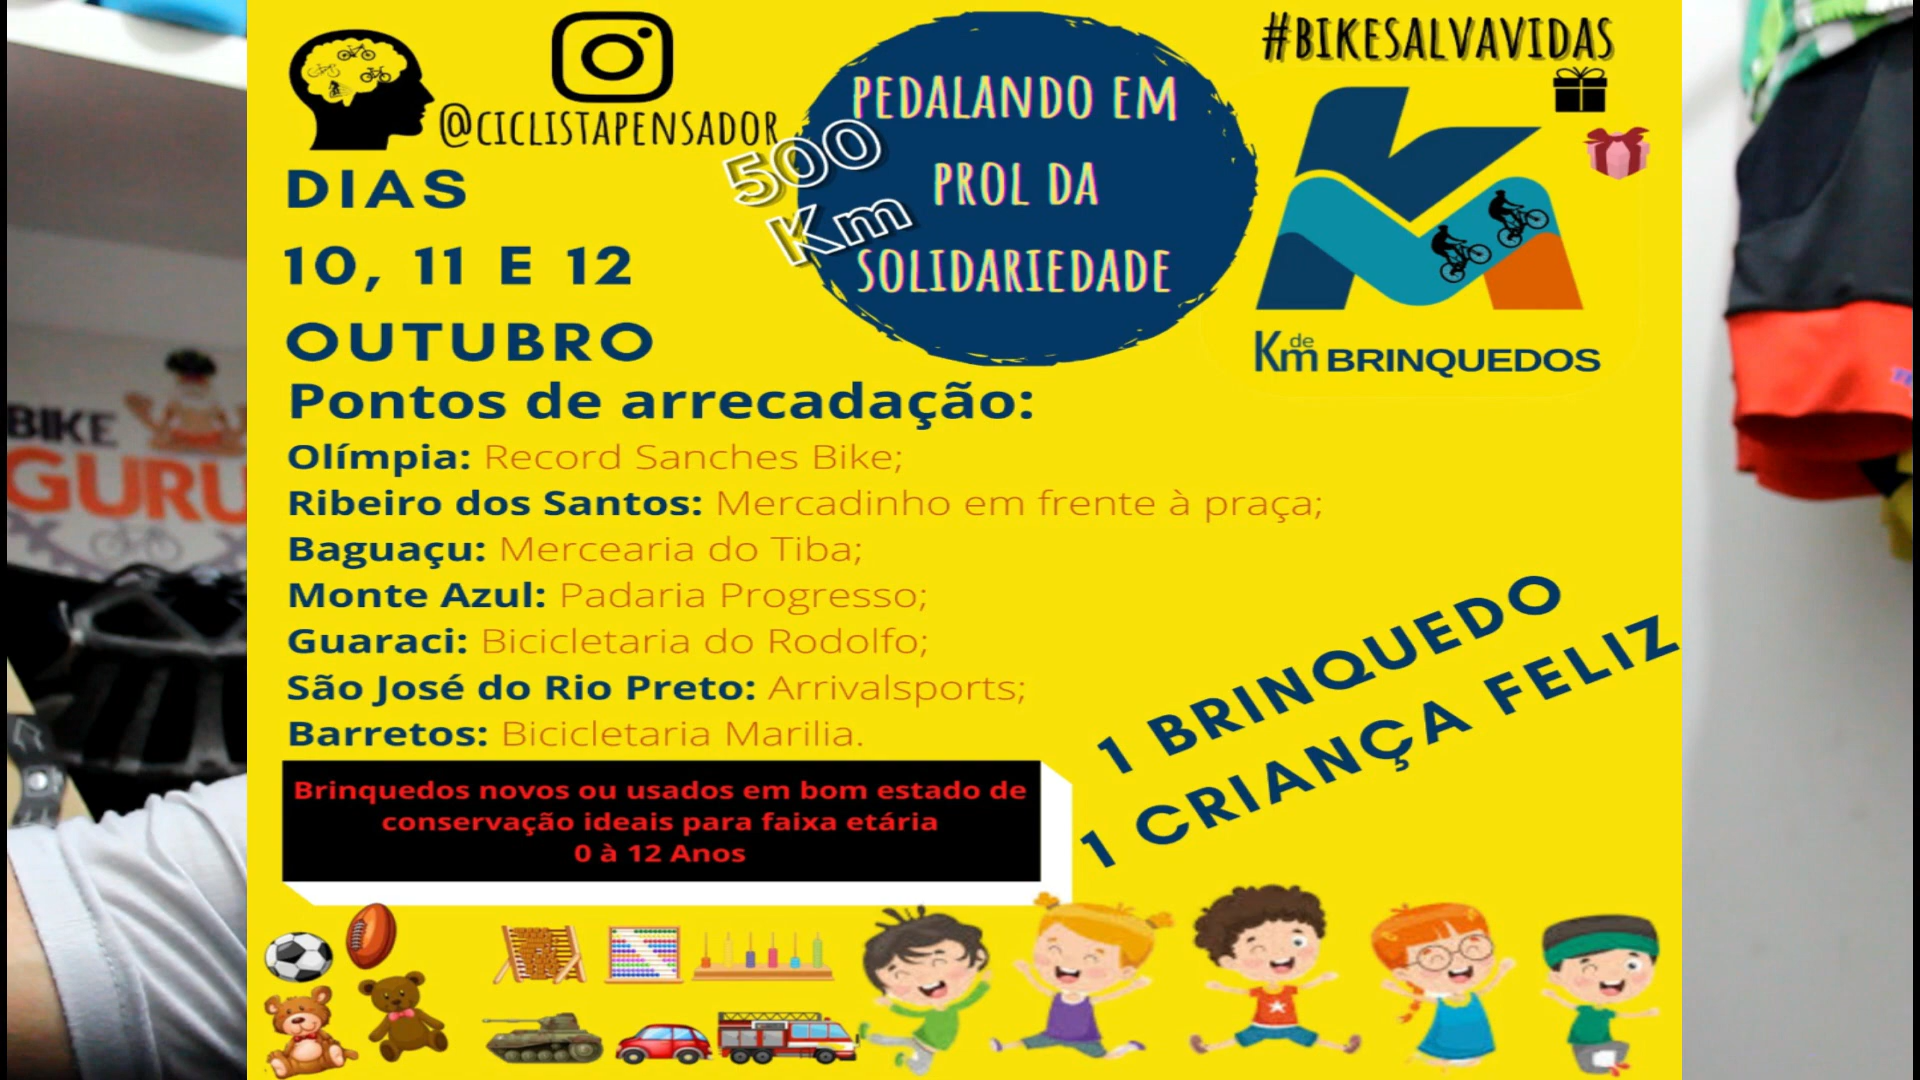 #BIKESALVAVIDAS
@CICLISTAPENSADOR
PEDALANDO EM
PROL DA
SOLIDARIEDADE
500
Km
DIAS
10, 11 E 12
OUTUBRO
Km de BRINQUEDOS
Pontos de arrecadação:
Olímpia: Record Sanches Bike;
Ribeiro dos Santos: Mercadinho em frente à praça;
Baguaçu: Mercearia do Tiba;
Monte Azul: Padaria Progresso;
Guaraci: Bicicletaria do Rodolfo;
São José do Rio Preto: Arrivalsports;
Barretos: Bicicletaria Marilia.
1 BRINQUEDO
1 CRIANÇA FELIZ
Brinquedos novos ou usados em bom estado de
conservação ideais para faixa etária
0 à 12 Anos
BIKE
GURU